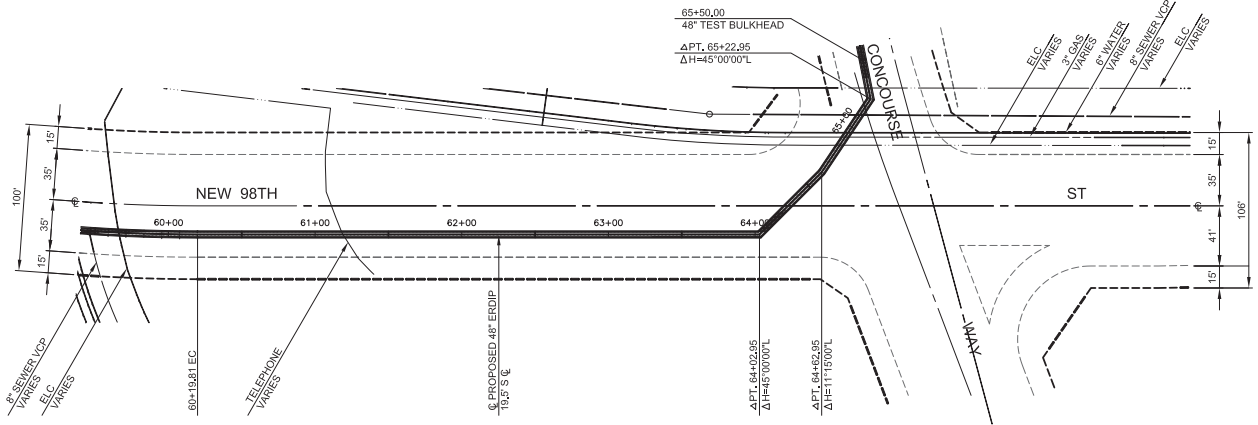 65+50.00
48" TEST BULKHEAD
ΔPT. 65+22.95
ΔH=45°00'00"L
CONCOURSE
WAY
ELC
VARIES
3" GAS
VARIES
6" WATER
VARIES
8" SEWER VCP
VARIES
ELC
VARIES
15'
35'
100'
35'
15'
NEW 98TH
ST
60+00
61+00
62+00
63+00
64+00
65+00
15'
35'
106'
41'
15'
8" SEWER VCP
VARIES
ELC
VARIES
60+19.81 EC
TELEPHONE
VARIES
℄ PROPOSED 48" ERDIP
19.5' S ℄
ΔPT. 64+02.95
ΔH=45°00'00"L
ΔPT. 64+62.95
ΔH=11°15'00"L
℄
℄